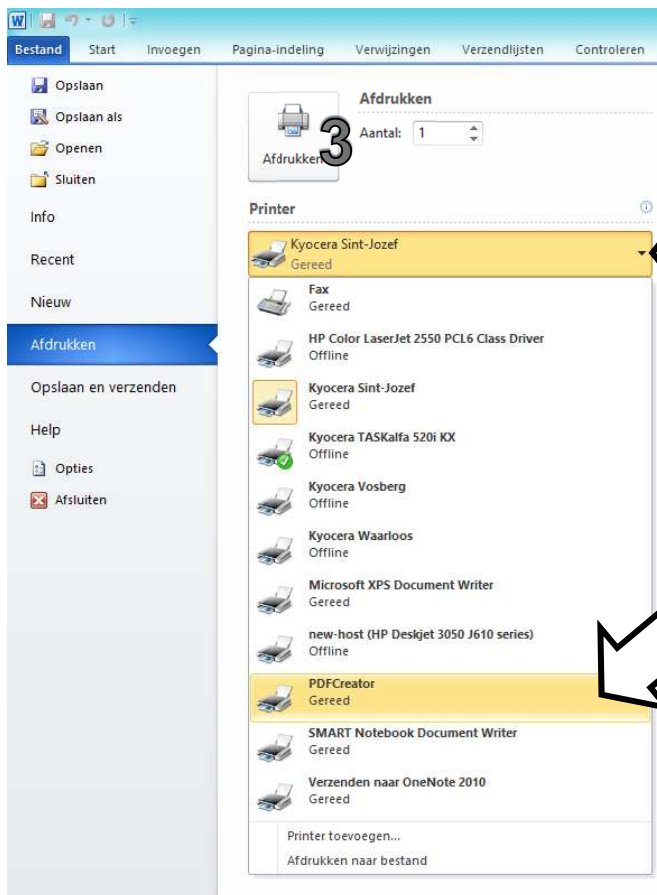 Bestand Start Invoegen Pagina-indeling Verwijzingen Verzendlijsten Controleren
Opslaan
Opslaan als
Openen
Sluiten
Info
Recent
Nieuw
Afdrukken
Opslaan en verzenden
Help
Opties
Afsluiten
Afdrukken
3
Afdrukken
Aantal: 1
Printer
Kyocera Sint-Jozef
Gereed
Fax
Gereed
HP Color LaserJet 2550 PCL6 Class Driver
Offline
Kyocera Sint-Jozef
Gereed
Kyocera TASKalfa 520i KX
Offline
Kyocera Vosberg
Offline
Kyocera Waarloos
Offline
Microsoft XPS Document Writer
Gereed
new-host (HP Deskjet 3050 J610 series)
Offline
PDFCreator
Gereed
SMART Notebook Document Writer
Gereed
Verzenden naar OneNote 2010
Gereed
Printer toevoegen...
Afdrukken naar bestand